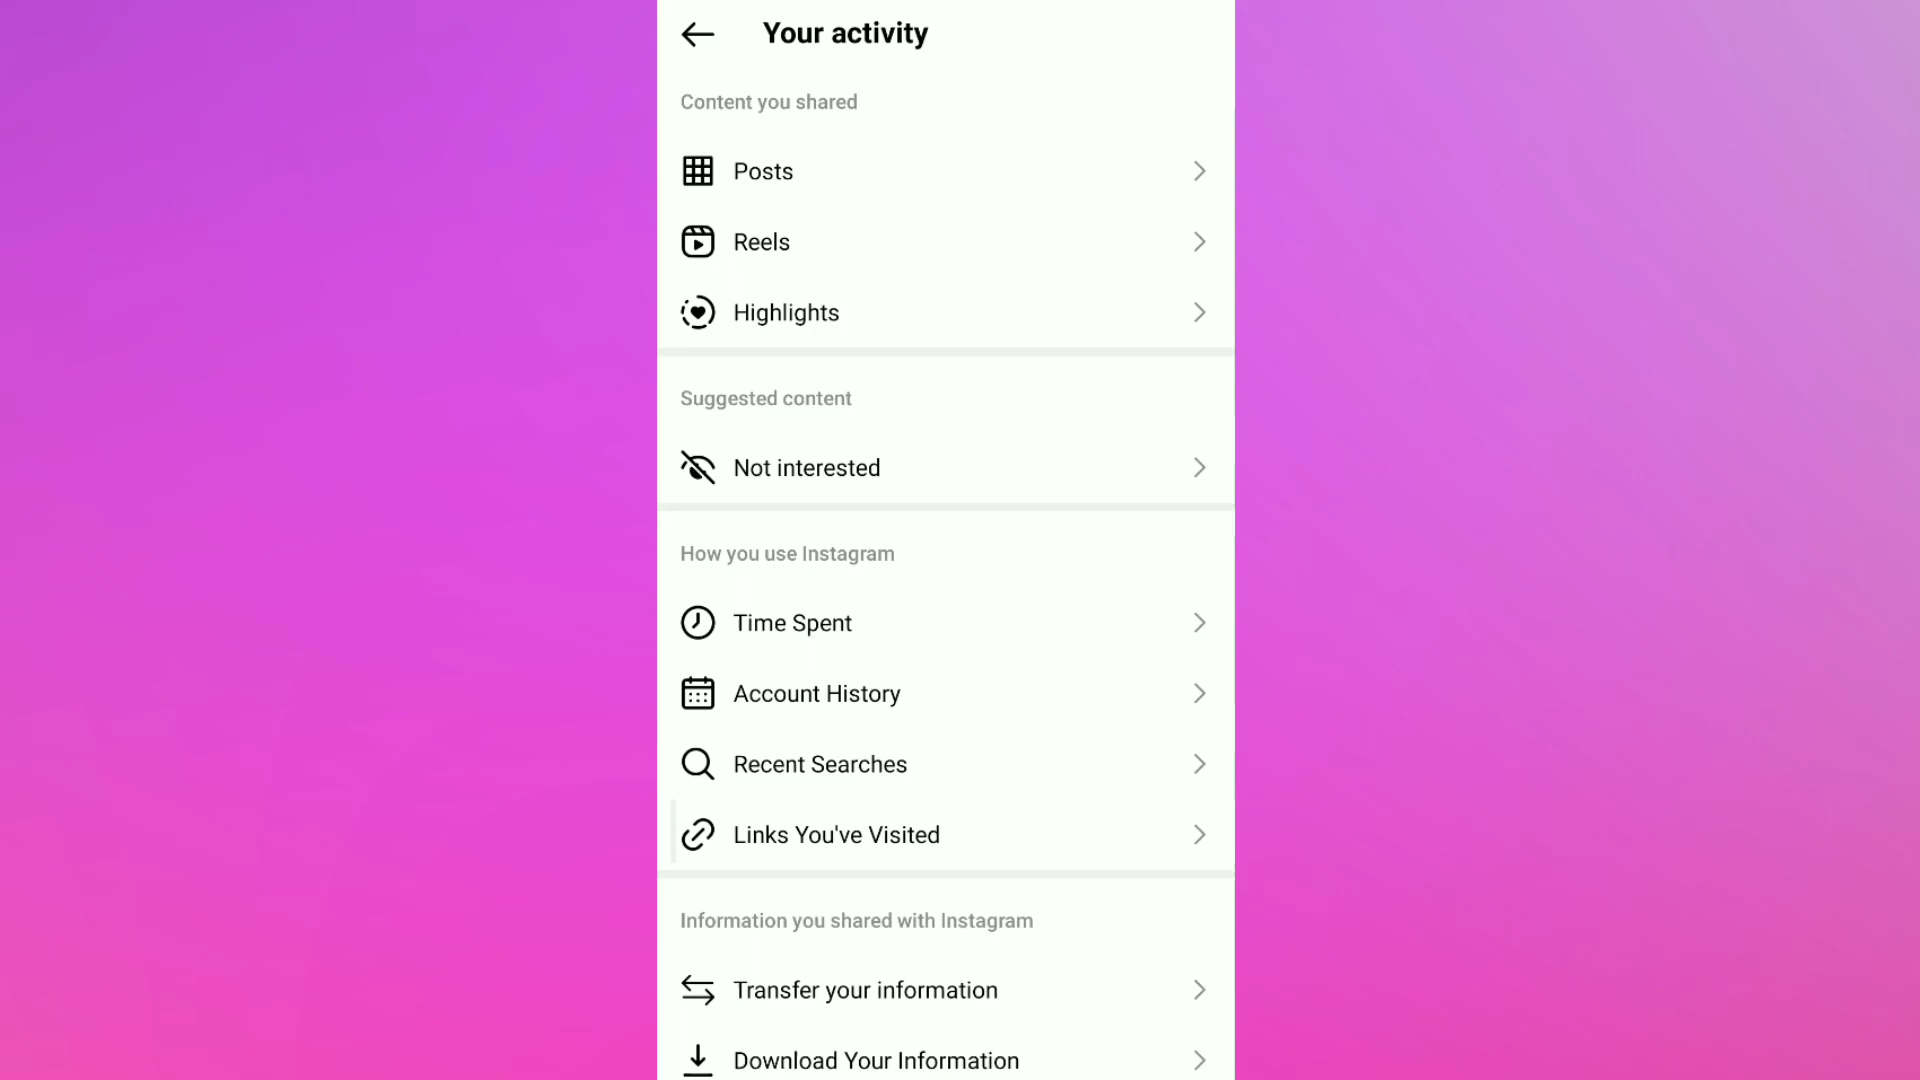 Your activity
Content you shared
Posts
Reels
Highlights
Suggested content
Not interested
How you use Instagram
Time Spent
Account History
Recent Searches
Links You've Visited
Information you shared with Instagram
Transfer your information
Download Your Information